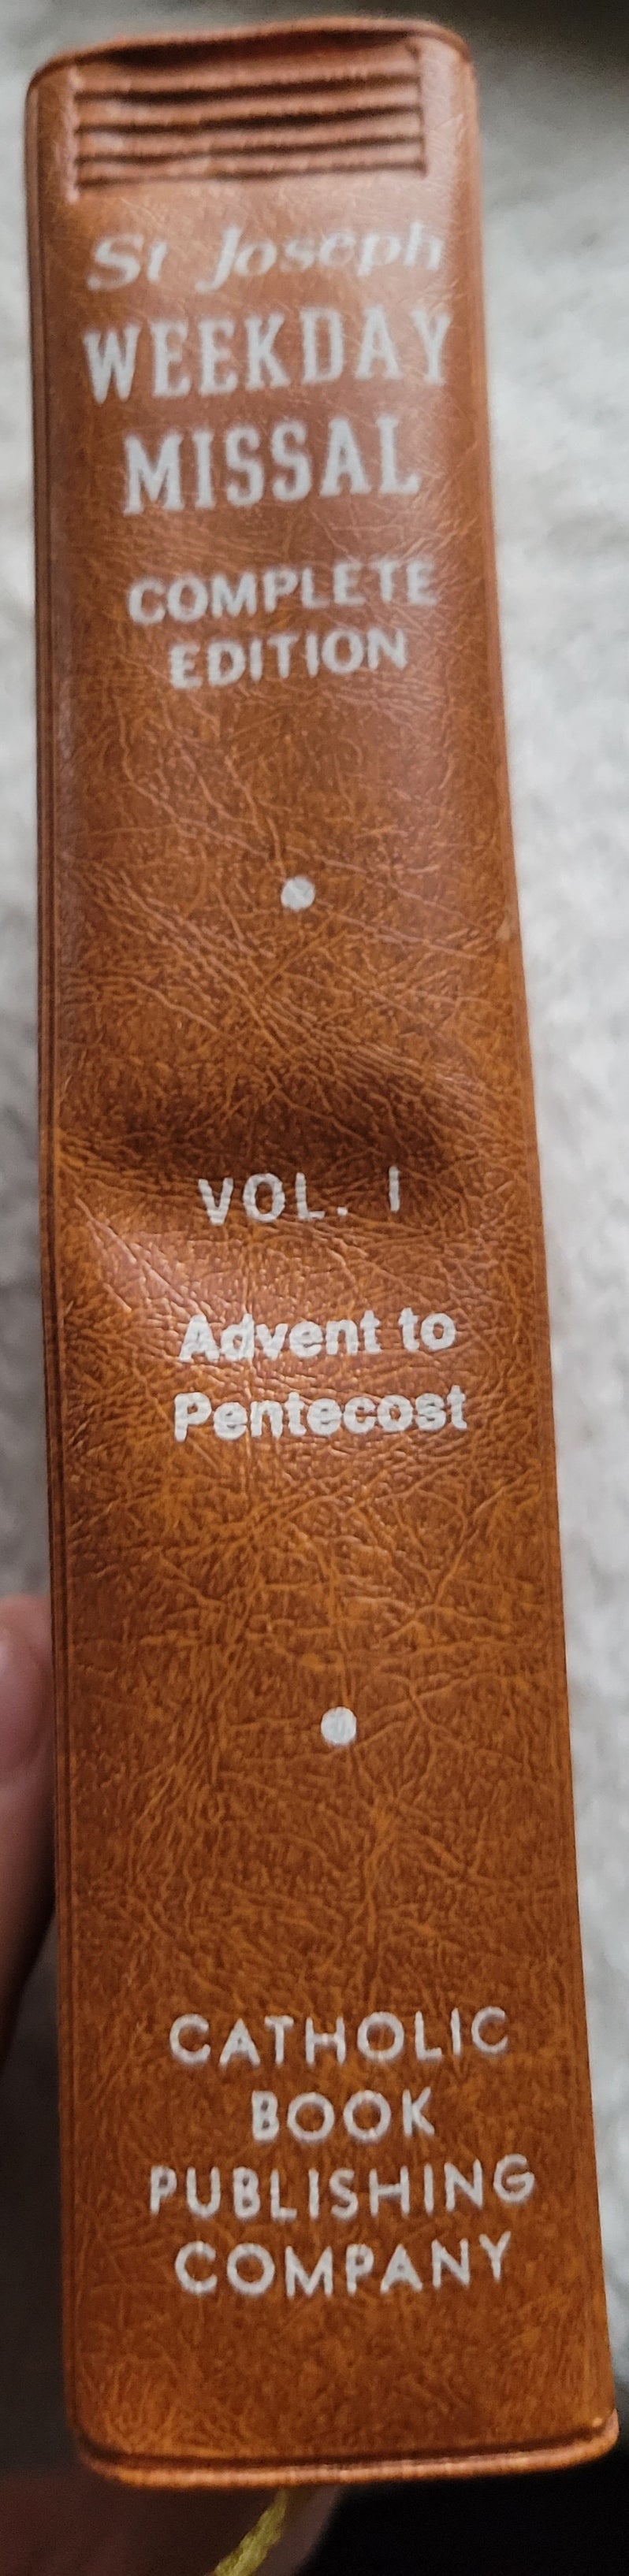 St Joseph
WEEKDAY
MISSAL
COMPLETE
EDITION
VOL. I
Advent to
Pentecost
CATHOLIC
BOOK
PUBLISHING
COMPANY